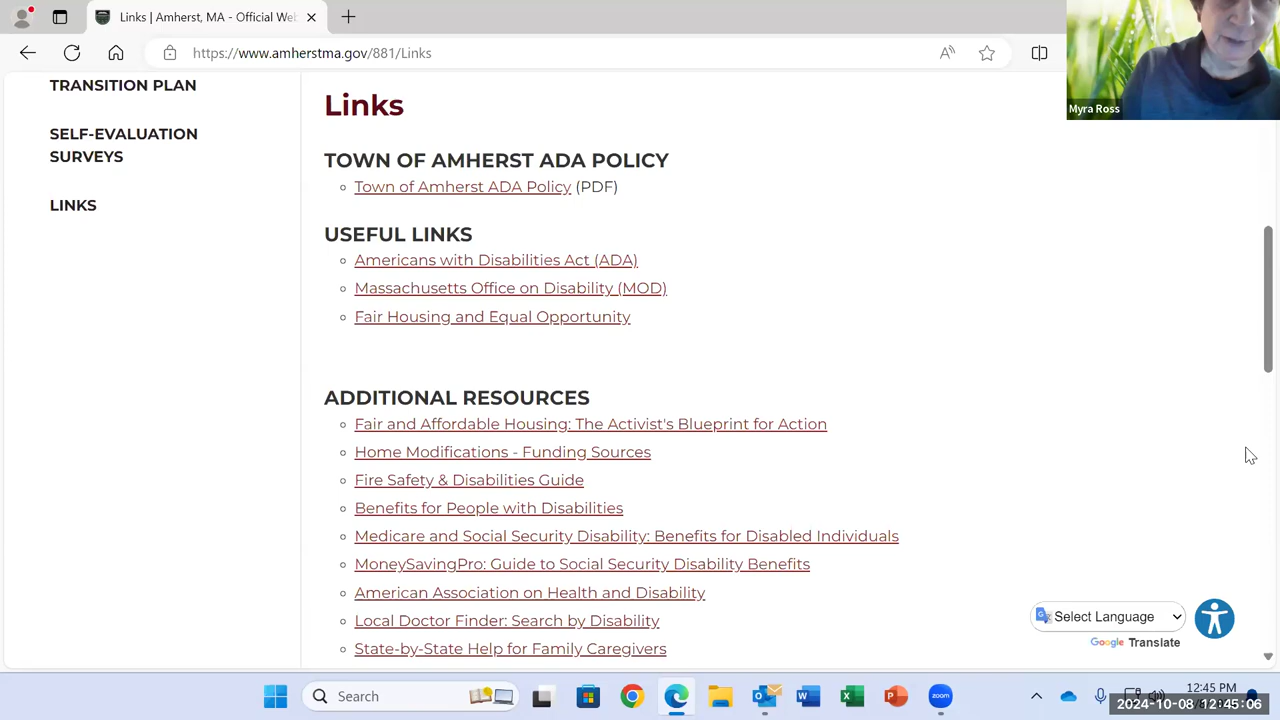 Links | Amherst, MA - Official Web
https://www.amherstma.gov/881/Links
Myra Ross
TRANSITION PLAN
SELF-EVALUATION
SURVEYS
LINKS
Links
TOWN OF AMHERST ADA POLICY
Town of Amherst ADA Policy (PDF)
USEFUL LINKS
Americans with Disabilities Act (ADA)
Massachusetts Office on Disability (MOD)
Fair Housing and Equal Opportunity
ADDITIONAL RESOURCES
Fair and Affordable Housing: The Activist's Blueprint for Action
Home Modifications - Funding Sources
Fire Safety & Disabilities Guide
Benefits for People with Disabilities
Medicare and Social Security Disability: Benefits for Disabled Individuals
MoneySavingPro: Guide to Social Security Disability Benefits
American Association on Health and Disability
Local Doctor Finder: Search by Disability
State-by-State Help for Family Caregivers
Select Language
Google Translate
Search
zoom
12:45 PM
2024-10-08 12:45:06